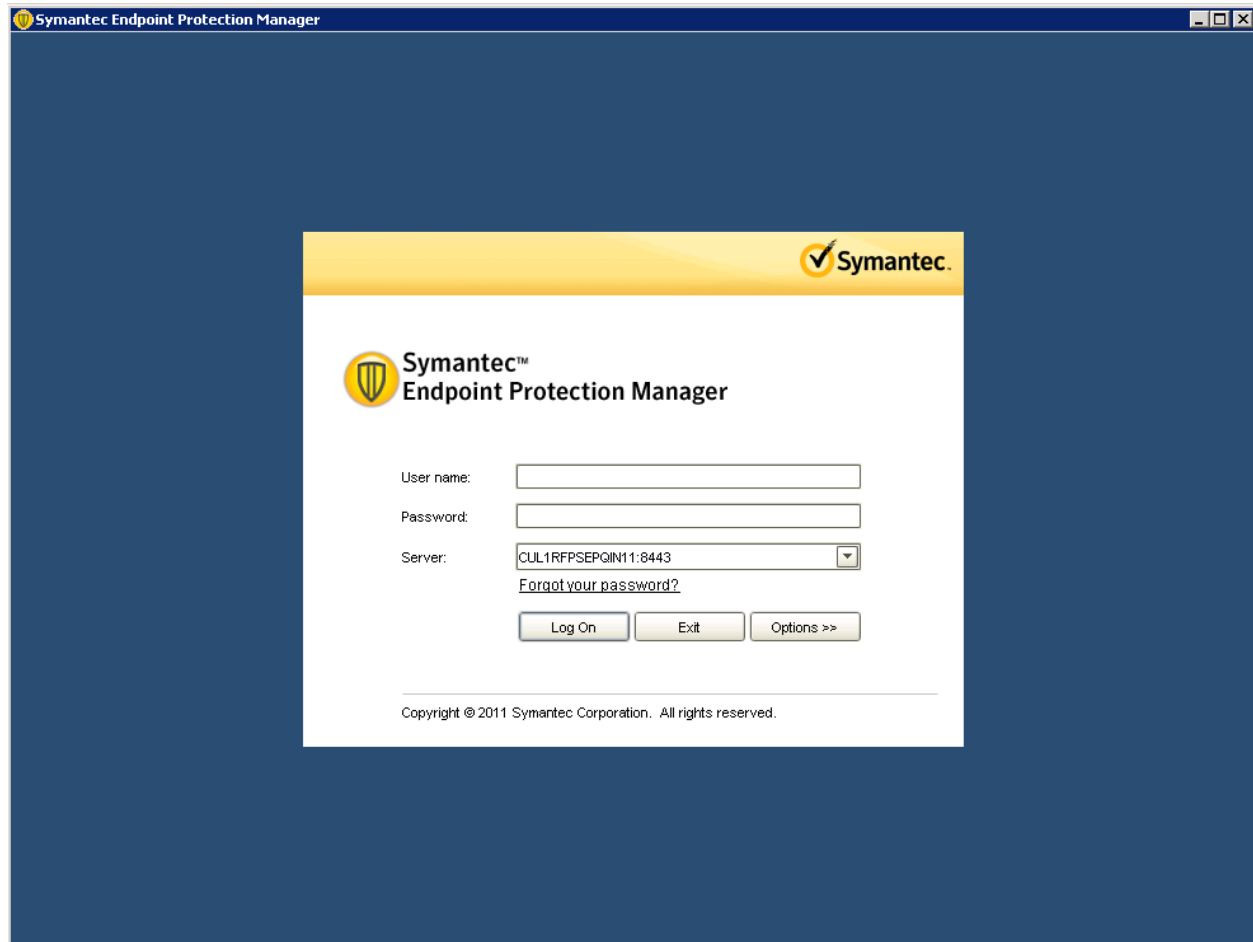 Symantec Endpoint Protection Manager
Symantec.
Symantec™
Endpoint Protection Manager
User name:
Password:
Server:
CUL1RFPSEPQIN11:8443
Forgot your password?
Log On
Exit
Options >>
Copyright © 2011 Symantec Corporation. All rights reserved.